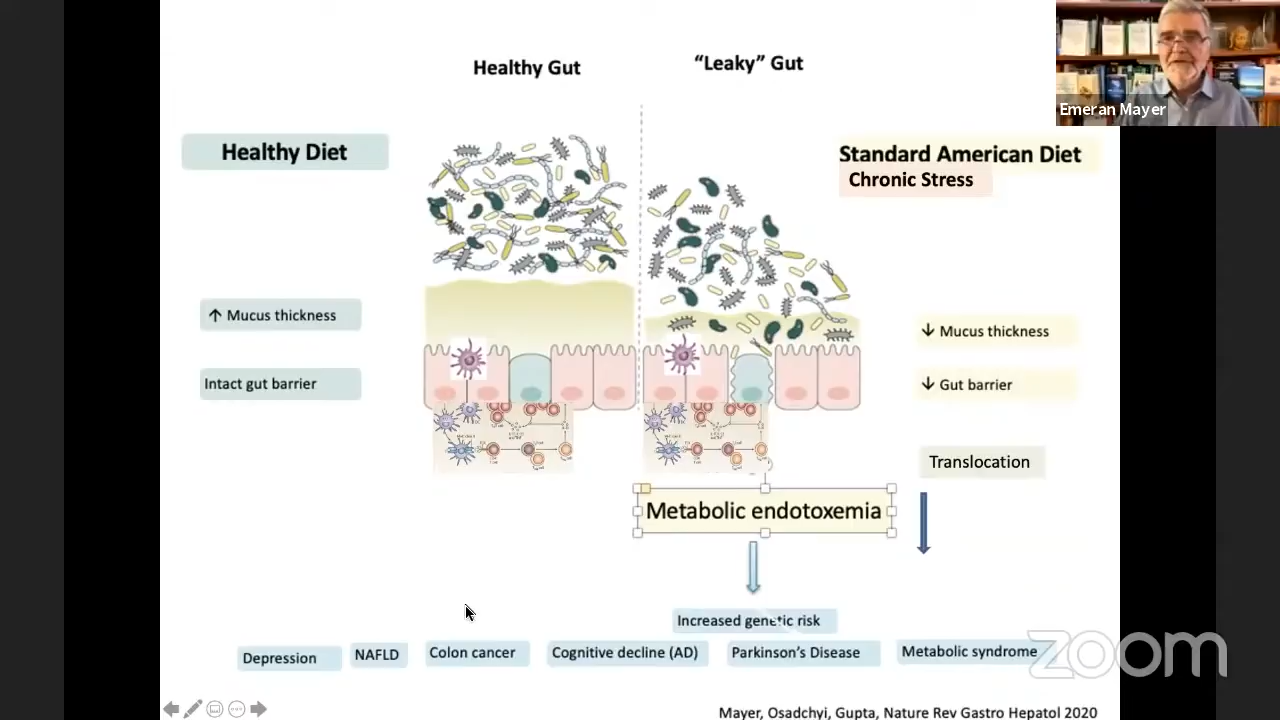 Healthy Gut
"Leaky" Gut
Emeran Mayer
Healthy Diet
Standard American Diet
Chronic Stress
↑ Mucus thickness
↓ Mucus thickness
Intact gut barrier
↓ Gut barrier
Translocation
Metabolic endotoxemia
Increased genetic risk
Depression
NAFLD
Colon cancer
Cognitive decline (AD)
Parkinson's Disease
Metabolic syndrome
zoom
Mayer, Osadchyi, Gupta, Nature Rev Gastro Hepatol 2020